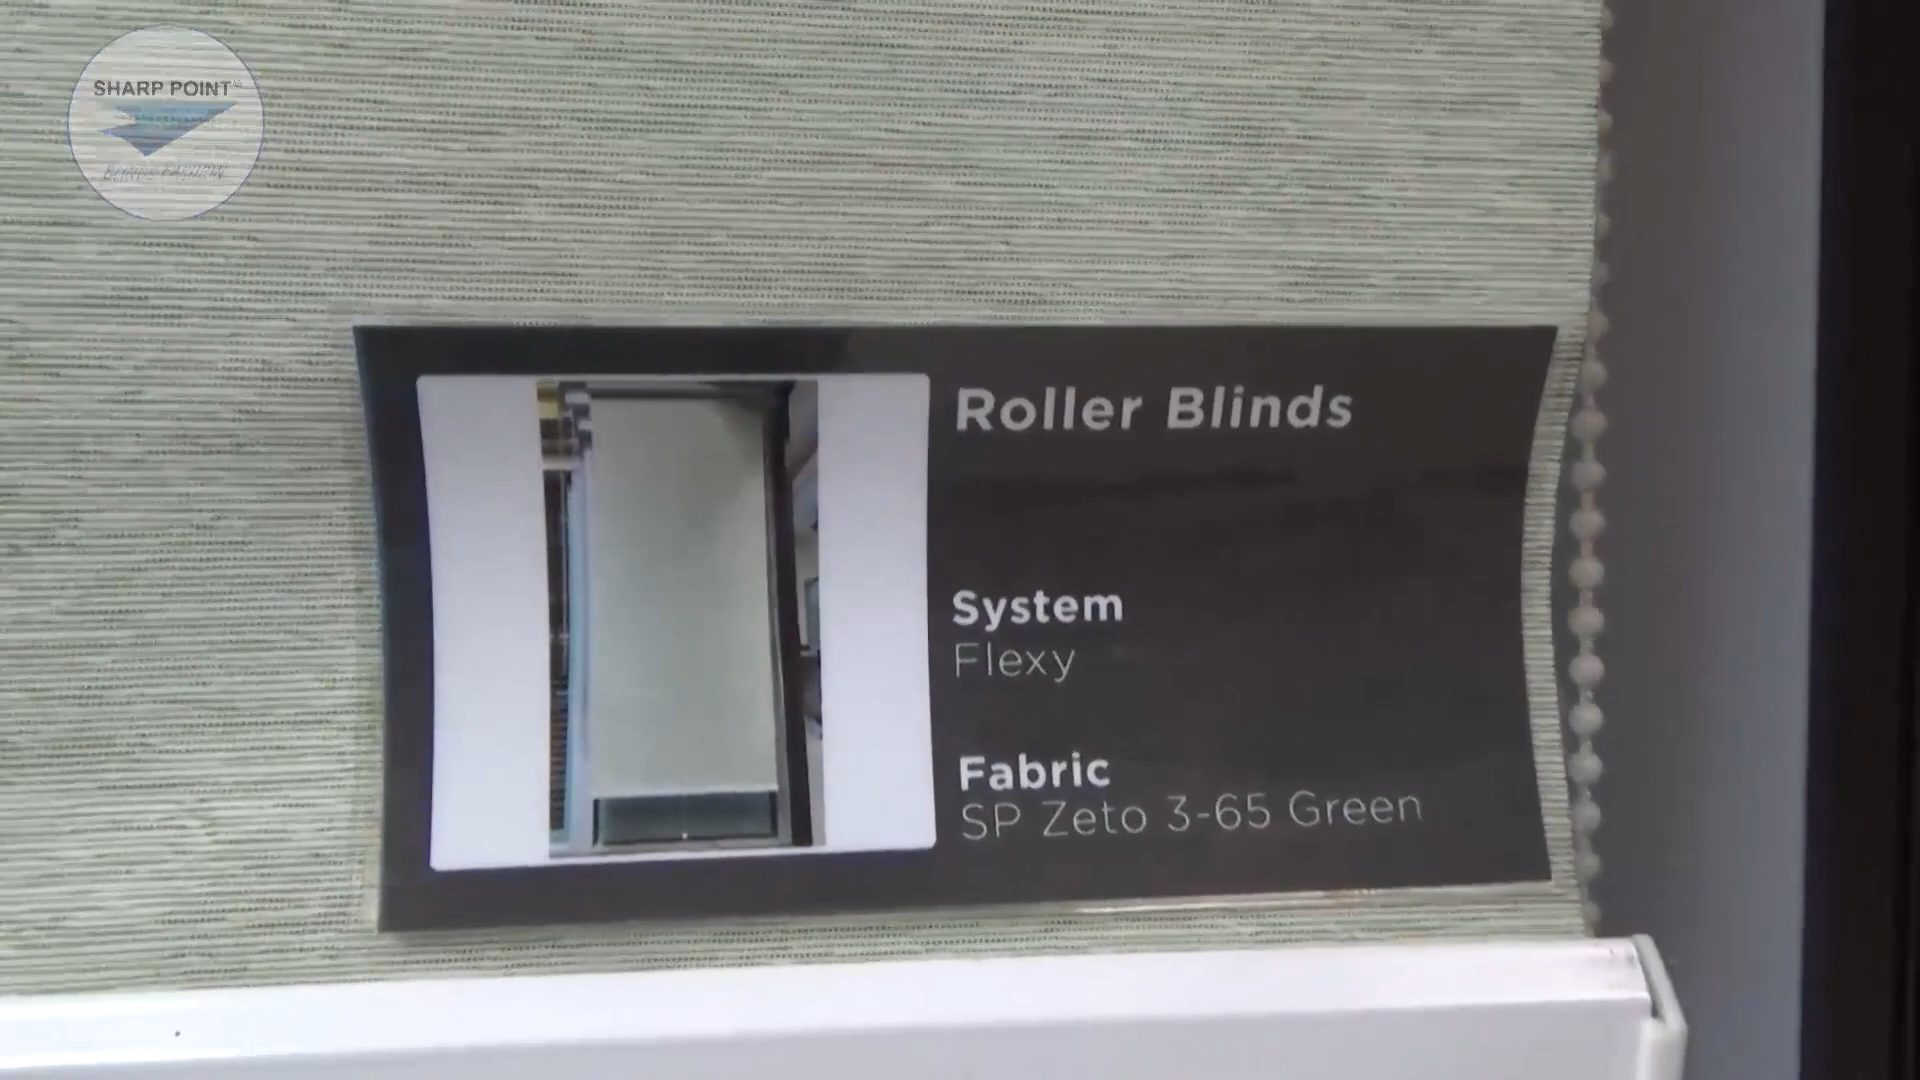 SHARP POINT
Roller Blinds
System
Flexy
Fabric
SP Zeto 3-65 Green